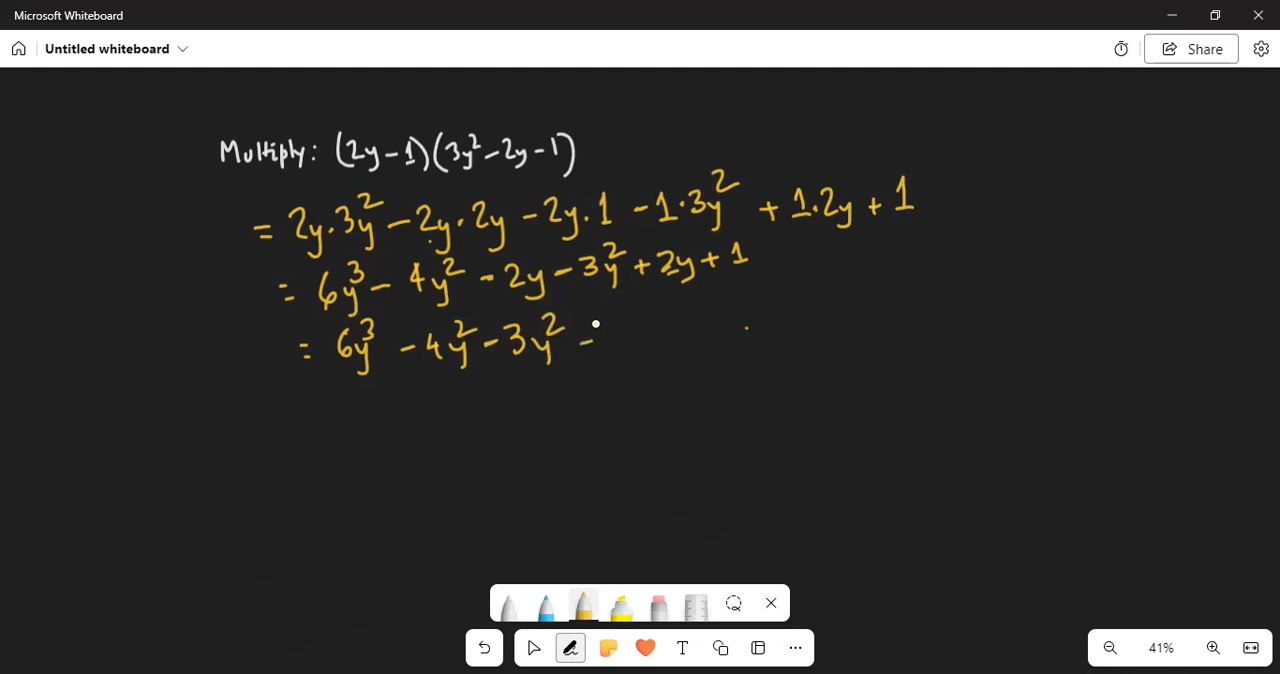 Microsoft Whiteboard
Untitled whiteboard
Share
Multiply: (2y-1)(3y²-2y-1)
= 2y·3y² - 2y·2y - 2y·1 - 1·3y² + 1·2y + 1
= 6y³ - 4y² - 2y - 3y² + 2y + 1
= 6y³ - 4y² - 3y² -
41%